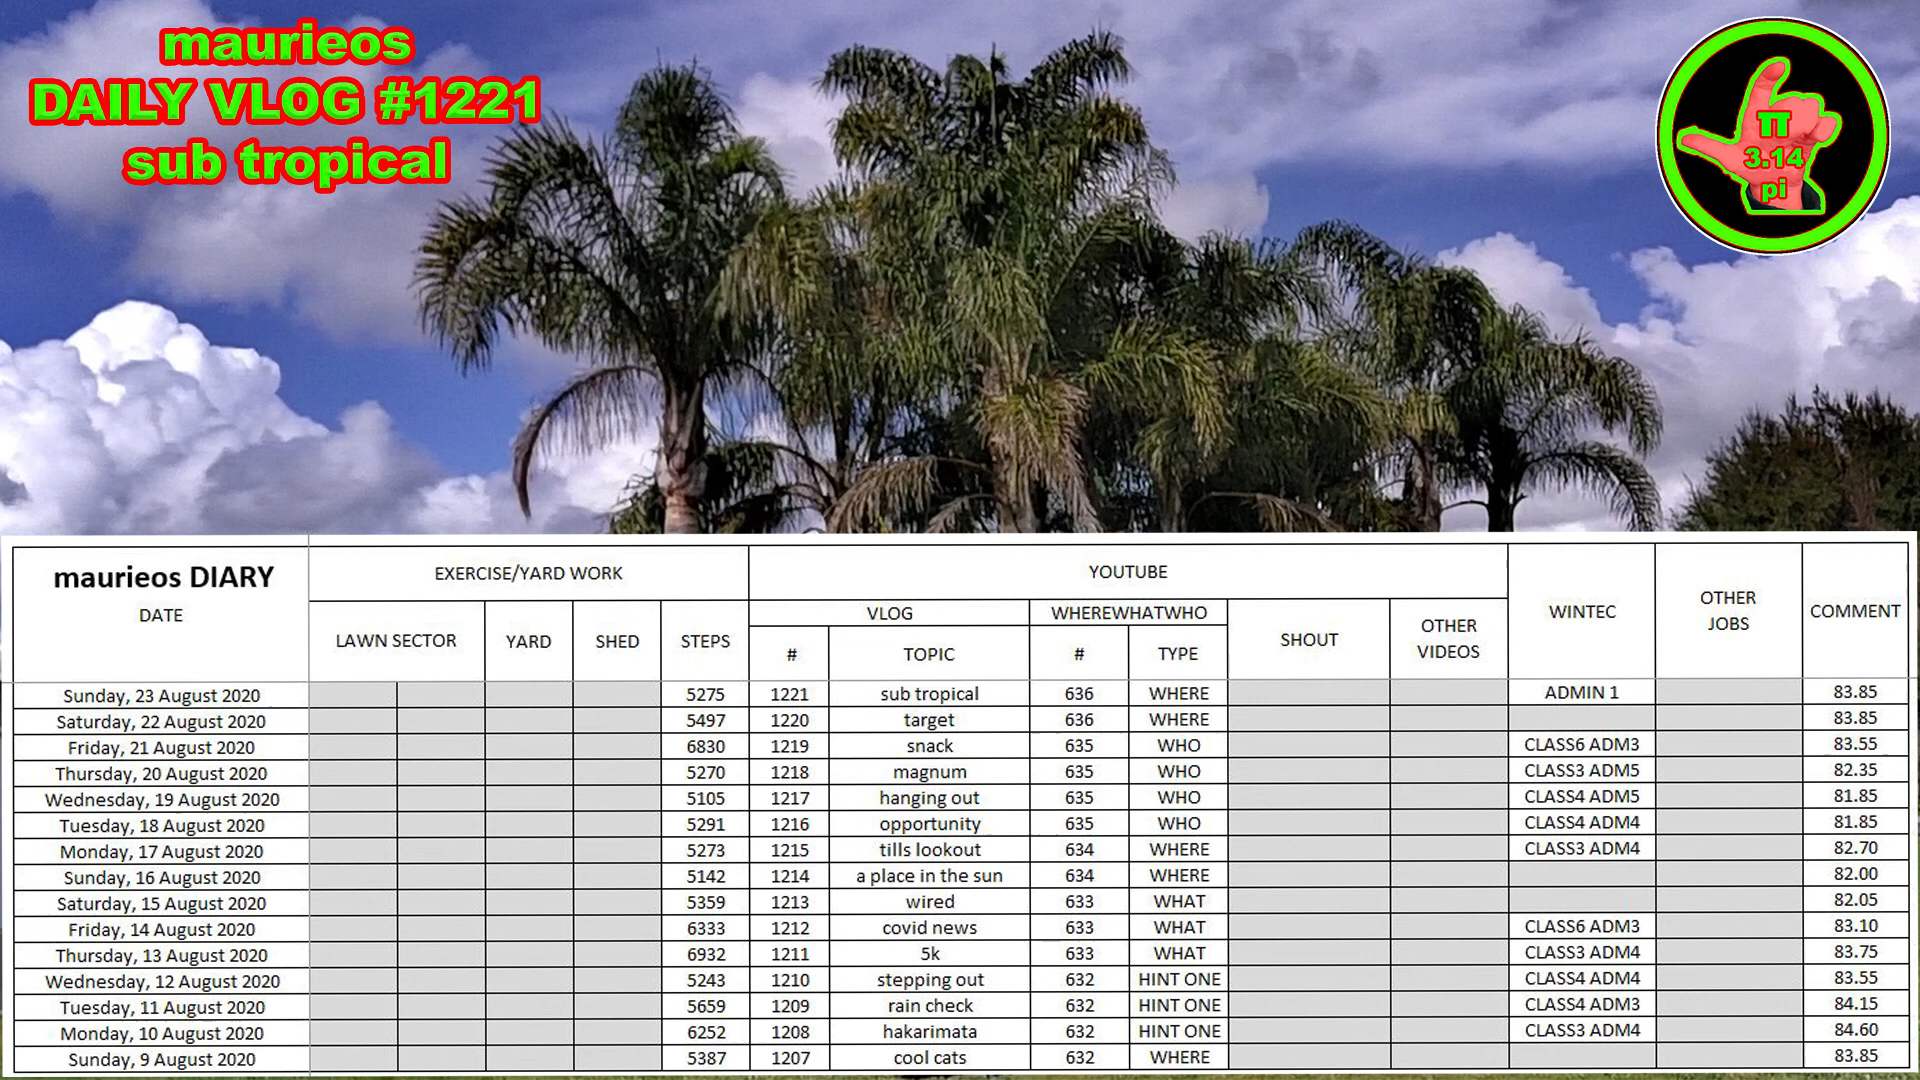 maurieos
DAILY VLOG #1221
sub tropical
π
3.14
pi
maurieos DIARY
DATE
EXERCISE/YARD WORK
YOUTUBE
WINTEC
OTHER
JOBS
COMMENT
LAWN SECTOR
YARD
SHED
STEPS
VLOG
WHEREWHATWHO
SHOUT
OTHER
VIDEOS
#
TOPIC
#
TYPE
Sunday, 23 August 2020 5275 1221 sub tropical 636 WHERE ADMIN 1 83.85
Saturday, 22 August 2020 5497 1220 target 636 WHERE 83.85
Friday, 21 August 2020 6830 1219 snack 635 WHO CLASS6 ADM3 83.55
Thursday, 20 August 2020 5270 1218 magnum 635 WHO CLASS3 ADM5 82.35
Wednesday, 19 August 2020 5105 1217 hanging out 635 WHO CLASS4 ADM5 81.85
Tuesday, 18 August 2020 5291 1216 opportunity 635 WHO CLASS4 ADM4 81.85
Monday, 17 August 2020 5273 1215 tills lookout 634 WHERE CLASS3 ADM4 82.70
Sunday, 16 August 2020 5142 1214 a place in the sun 634 WHERE 82.00
Saturday, 15 August 2020 5359 1213 wired 633 WHAT 82.05
Friday, 14 August 2020 6333 1212 covid news 633 WHAT CLASS6 ADM3 83.10
Thursday, 13 August 2020 6932 1211 5k 633 WHAT CLASS3 ADM4 83.75
Wednesday, 12 August 2020 5243 1210 stepping out 632 HINT ONE CLASS4 ADM4 83.55
Tuesday, 11 August 2020 5659 1209 rain check 632 HINT ONE CLASS4 ADM3 84.15
Monday, 10 August 2020 6252 1208 hakarimata 632 HINT ONE CLASS3 ADM4 84.60
Sunday, 9 August 2020 5387 1207 cool cats 632 WHERE 83.85